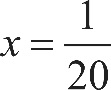 x = 1/20